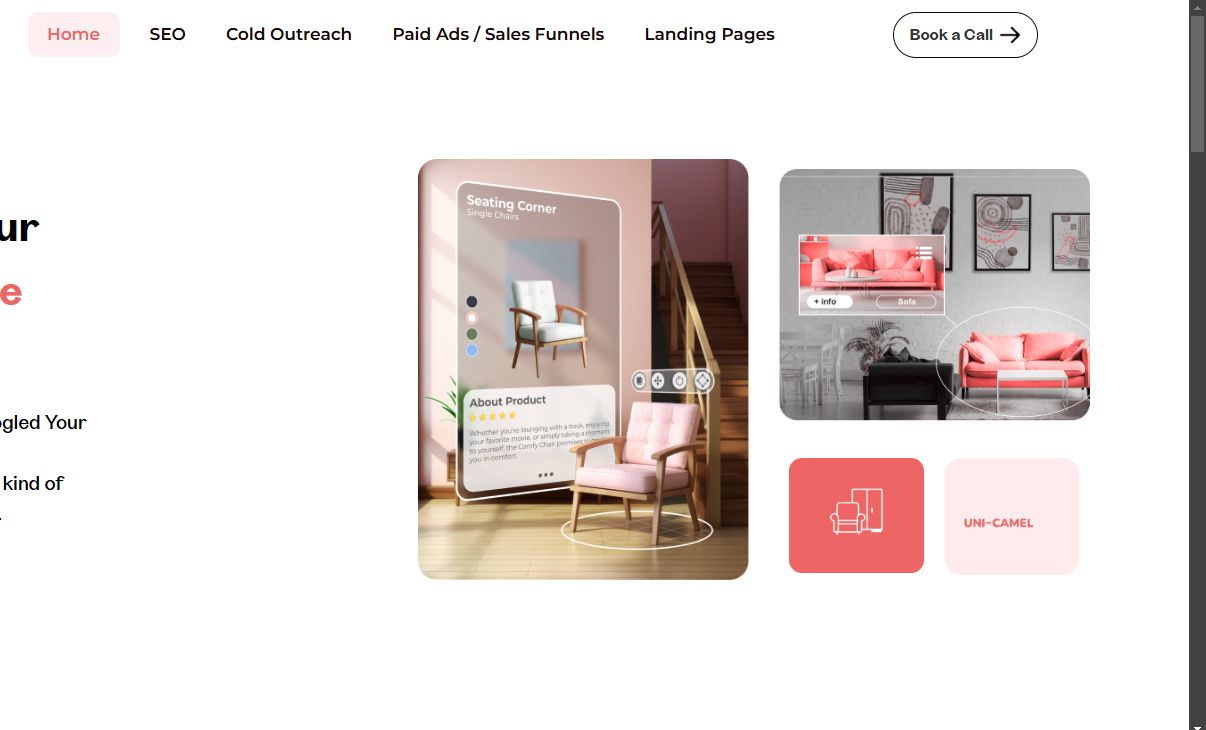 Home
SEO
Cold Outreach
Paid Ads / Sales Funnels
Landing Pages
Book a Call
ur
e
ogled Your
kind of
.
Seating Corner
Single Chairs
About Product
Whether you're lounging with a book, enjoying
your favorite movie, or simply taking a moment
to yourself, the Comfy Chair promises to
you in comfort.
+ info
Sofa
UNI-CAMEL